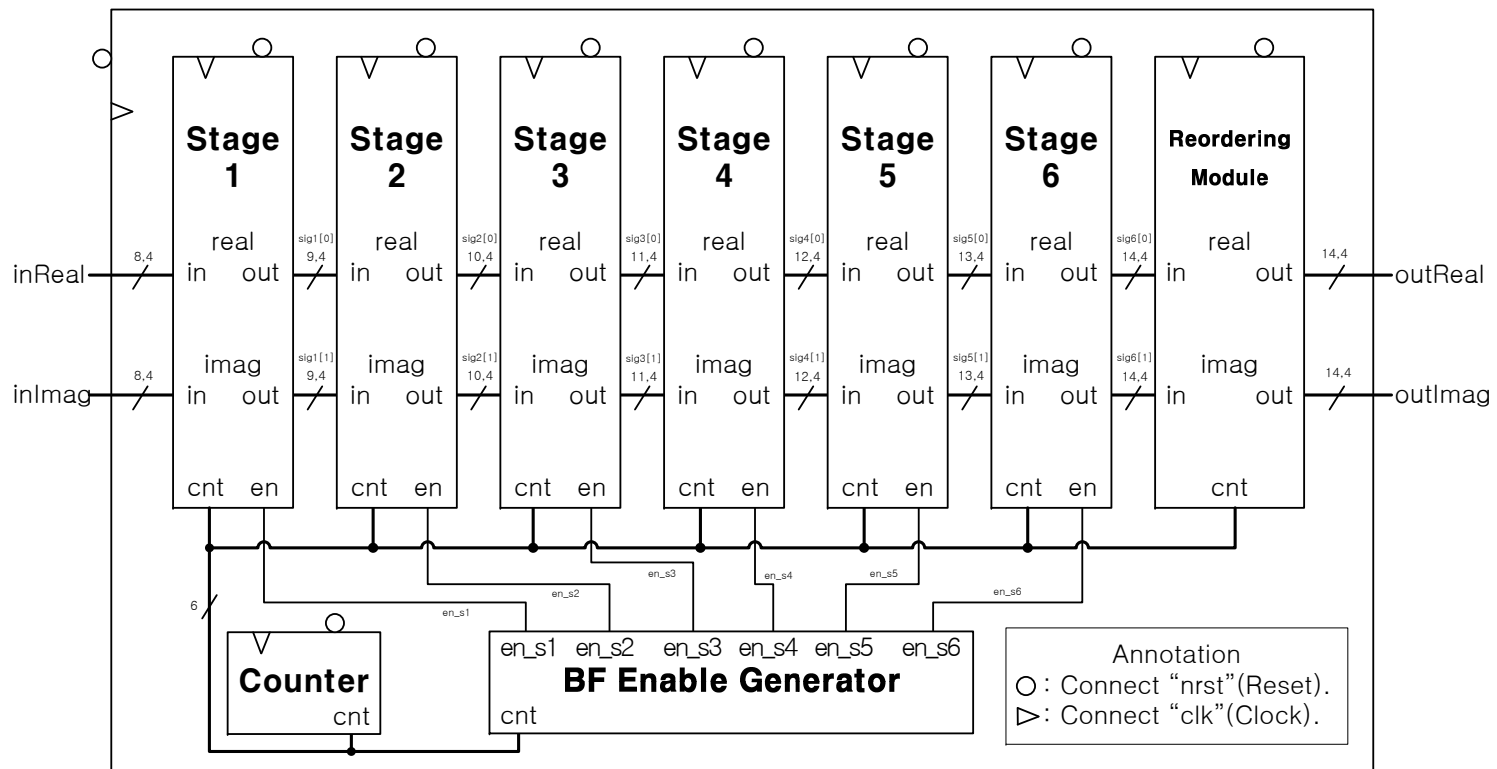 Stage 1
Stage 2
Stage 3
Stage 4
Stage 5
Stage 6
Reordering Module
real sig1[0] real sig2[0] real sig3[0] real sig4[0] real sig5[0] real sig6[0] real
8,4 9,4 10,4 11,4 12,4 13,4 14,4 14,4
inReal in out in out in out in out in out in out in out outReal
imag sig1[1] imag sig2[1] imag sig3[1] imag sig4[1] imag sig5[1] imag sig6[1] imag
8,4 9,4 10,4 11,4 12,4 13,4 14,4 14,4
inImag in out in out in out in out in out in out in out outImag
cnt en cnt en cnt en cnt en cnt en cnt en cnt
en_s3 en_s4 en_s5
6 en_s1 en_s2 en_s6
en_s1 en_s2 en_s3 en_s4 en_s5 en_s6
Counter
cnt
BF Enable Generator
cnt
Annotation
: Connect “nrst”(Reset).
: Connect “clk”(Clock).